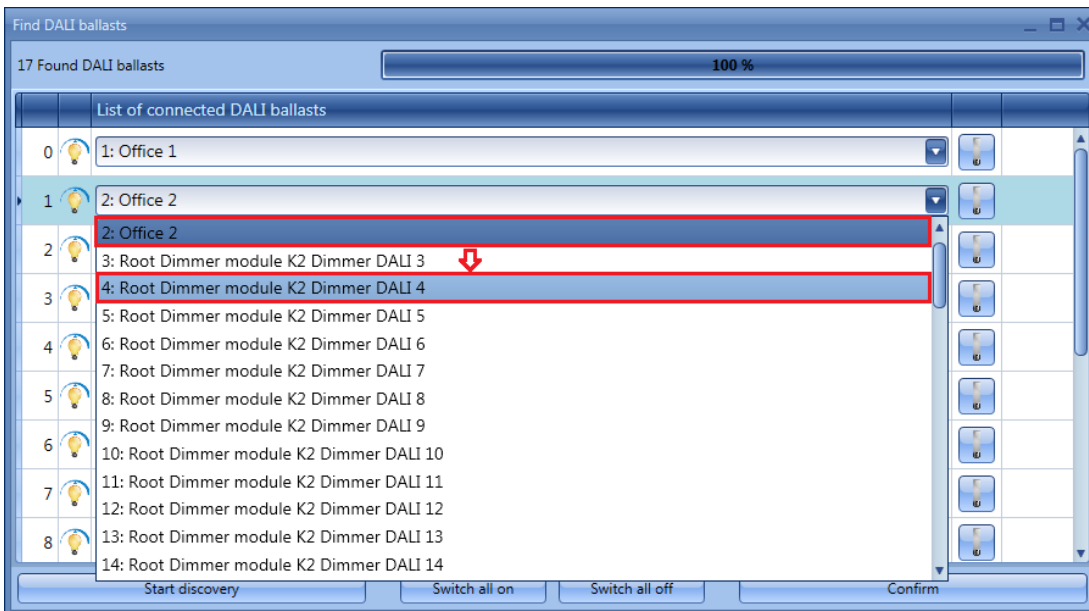 Find DALI ballasts
17 Found DALI ballasts 100 %
List of connected DALI ballasts
0 1: Office 1
1 2: Office 2
2: Office 2
2
3: Root Dimmer module K2 Dimmer DALI 3
4: Root Dimmer module K2 Dimmer DALI 4
3
5: Root Dimmer module K2 Dimmer DALI 5
4 6: Root Dimmer module K2 Dimmer DALI 6
7: Root Dimmer module K2 Dimmer DALI 7
5 8: Root Dimmer module K2 Dimmer DALI 8
9: Root Dimmer module K2 Dimmer DALI 9
6 10: Root Dimmer module K2 Dimmer DALI 10
11: Root Dimmer module K2 Dimmer DALI 11
7
12: Root Dimmer module K2 Dimmer DALI 12
13: Root Dimmer module K2 Dimmer DALI 13
8
14: Root Dimmer module K2 Dimmer DALI 14
Start discovery Switch all on Switch all off Confirm